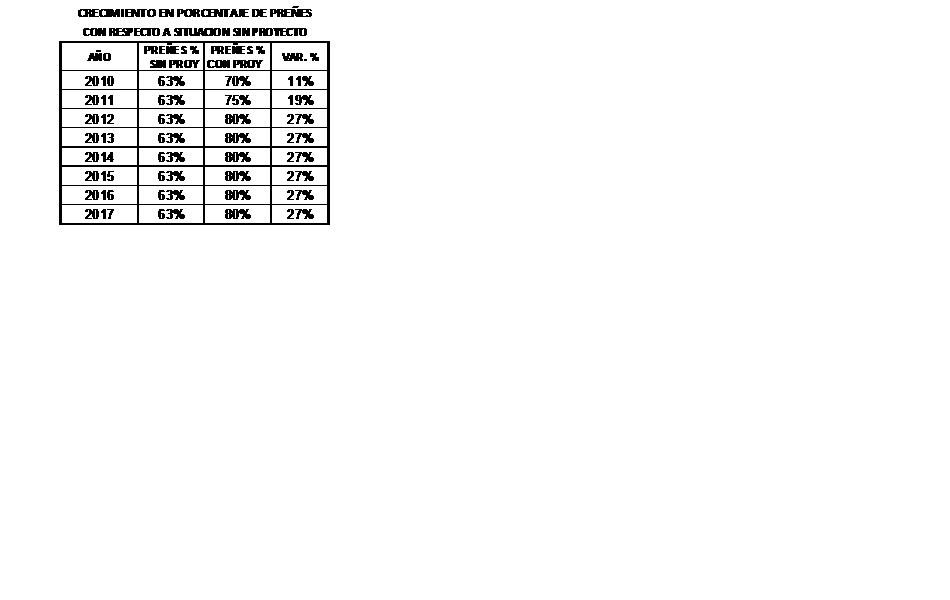 CRECIMIENTO EN PORCENTAJE DE PREÑES
CON RESPECTO A SITUACION SIN PROYECTO
AÑO PREÑES % SIN PROY PREÑES % CON PROY VAR. %
2010 63% 70% 11%
2011 63% 75% 19%
2012 63% 80% 27%
2013 63% 80% 27%
2014 63% 80% 27%
2015 63% 80% 27%
2016 63% 80% 27%
2017 63% 80% 27%